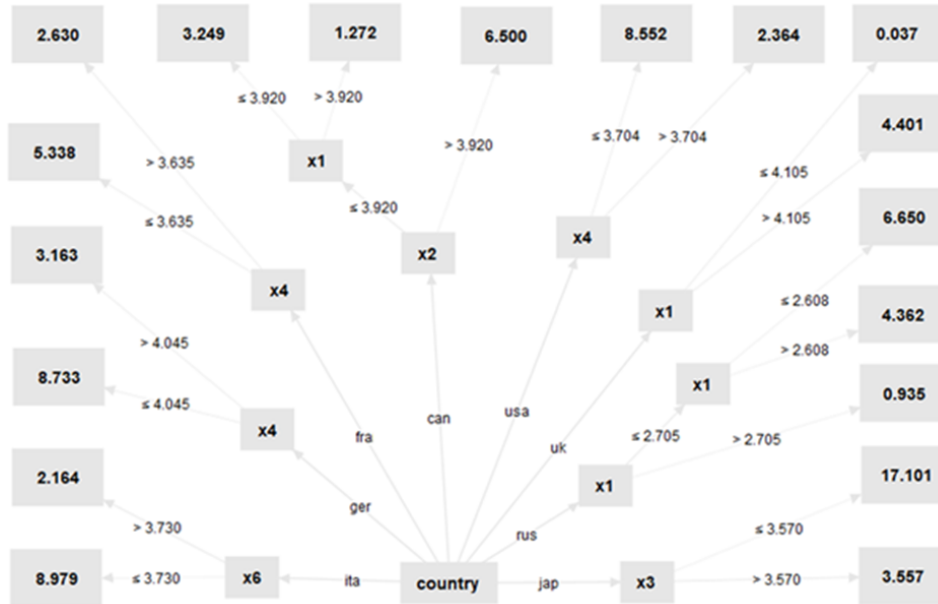 2.630
3.249
1.272
6.500
8.552
2.364
0.037
≤ 3.920
> 3.920
4.401
5.338
> 3.635
x1
> 3.920
≤ 3.704
> 3.704
≤ 4.105
≤ 3.635
≤ 3.920
> 4.105
6.650
3.163
x2
x4
x4
x1
≤ 2.608
4.362
> 4.045
> 2.608
8.733
x1
0.935
≤ 4.045
x4
fra
can
usa
uk
≤ 2.705
> 2.705
2.164
ger
x1
17.101
> 3.730
rus
≤ 3.570
8.979
≤ 3.730
x6
ita
country
jap
x3
> 3.570
3.557